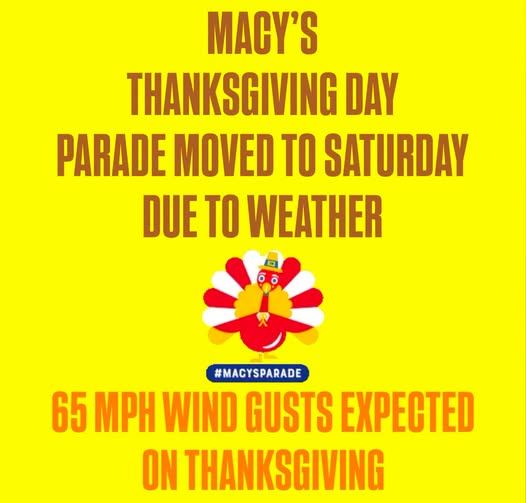 MACY'S
THANKSGIVING DAY
PARADE MOVED TO SATURDAY
DUE TO WEATHER
#MACYSPARADE
65 MPH WIND GUSTS EXPECTED
ON THANKSGIVING